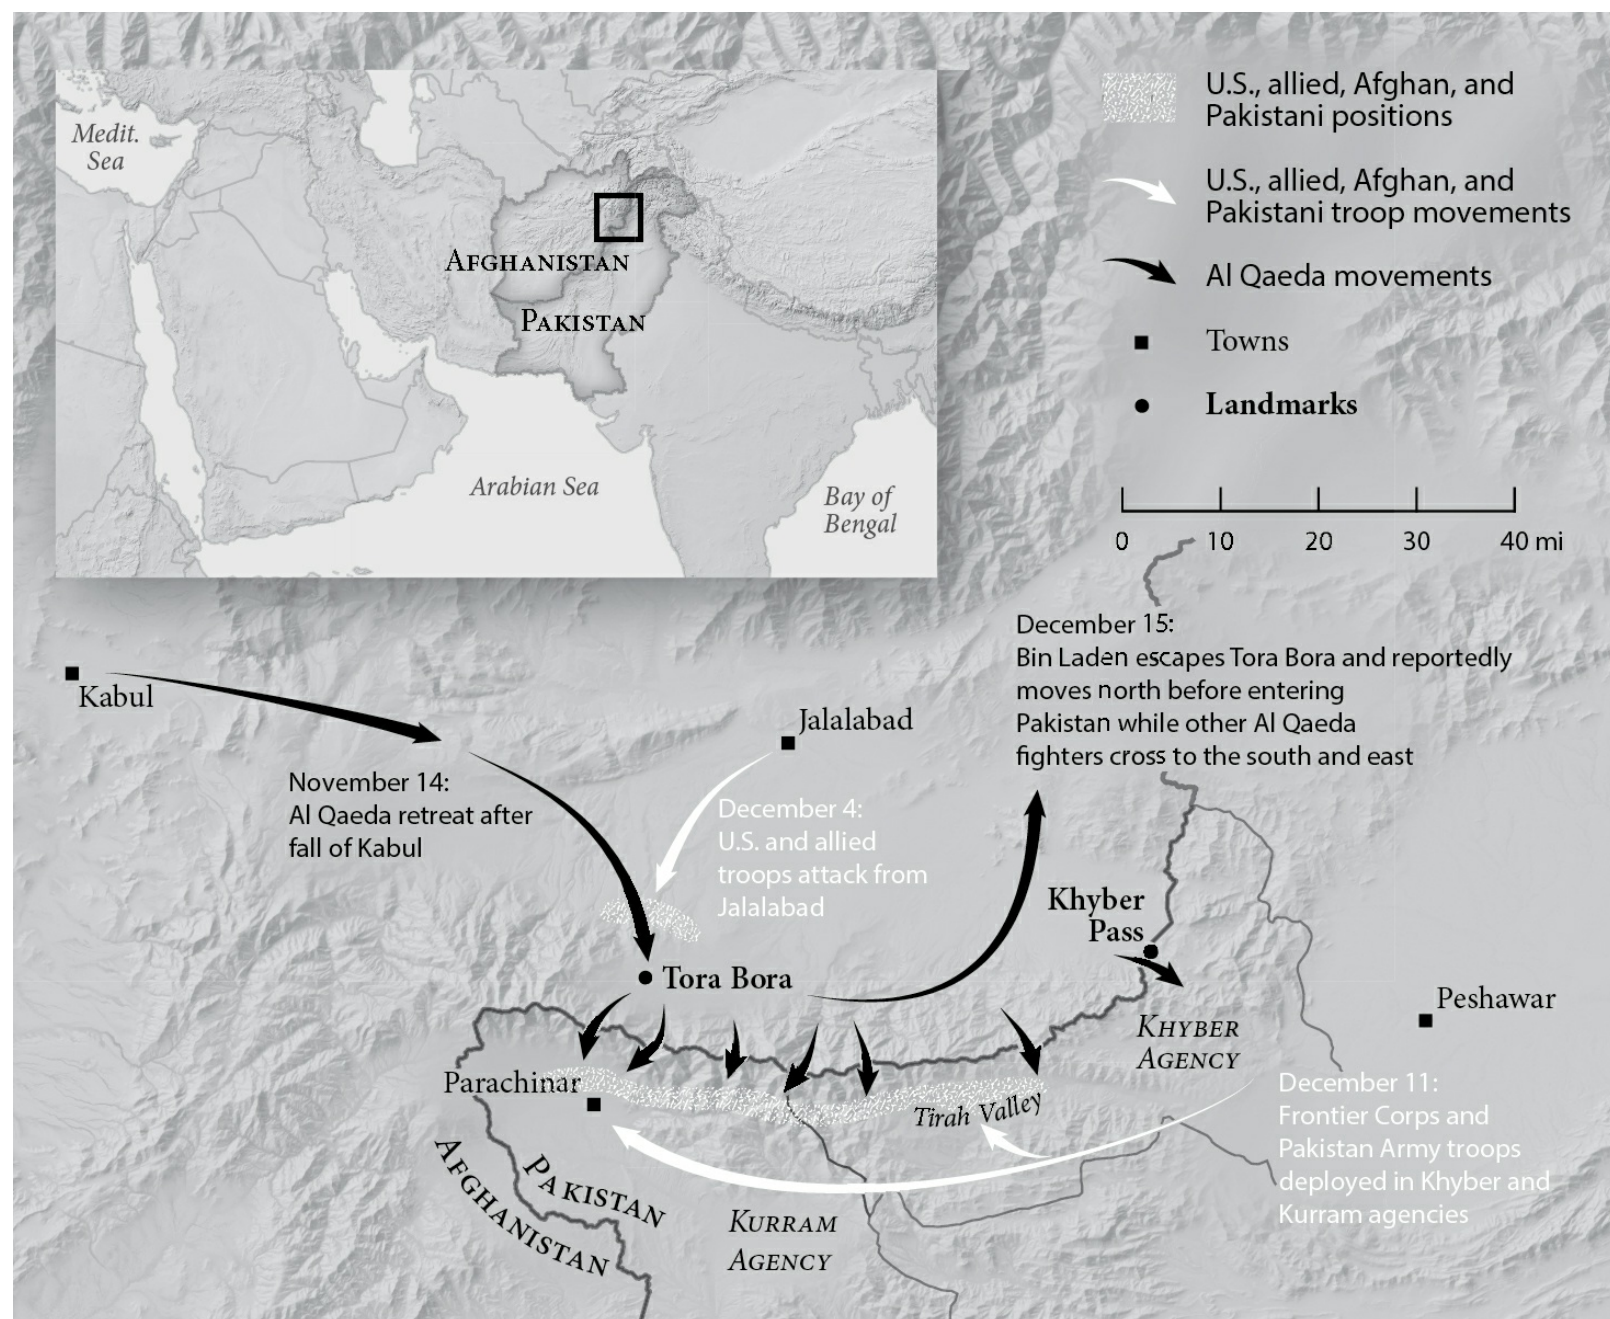 Medit.
Sea
AFGHANISTAN
PAKISTAN
Arabian Sea
Bay of
Bengal
U.S., allied, Afghan, and
Pakistani positions
U.S., allied, Afghan, and
Pakistani troop movements
Al Qaeda movements
Towns
Landmarks
0 10 20 30 40 mi
December 15:
Bin Laden escapes Tora Bora and reportedly
moves north before entering
Pakistan while other Al Qaeda
fighters cross to the south and east
Kabul
Jalalabad
November 14:
Al Qaeda retreat after
fall of Kabul
December 4:
U.S. and allied
troops attack from
Jalalabad
Khyber
Pass
Tora Bora
Peshawar
KHYBER
AGENCY
Parachinar
Tirah Valley
December 11:
Frontier Corps and
Pakistan Army troops
deployed in Khyber and
Kurram agencies
PAKISTAN
AFGHANISTAN
KURRAM
AGENCY